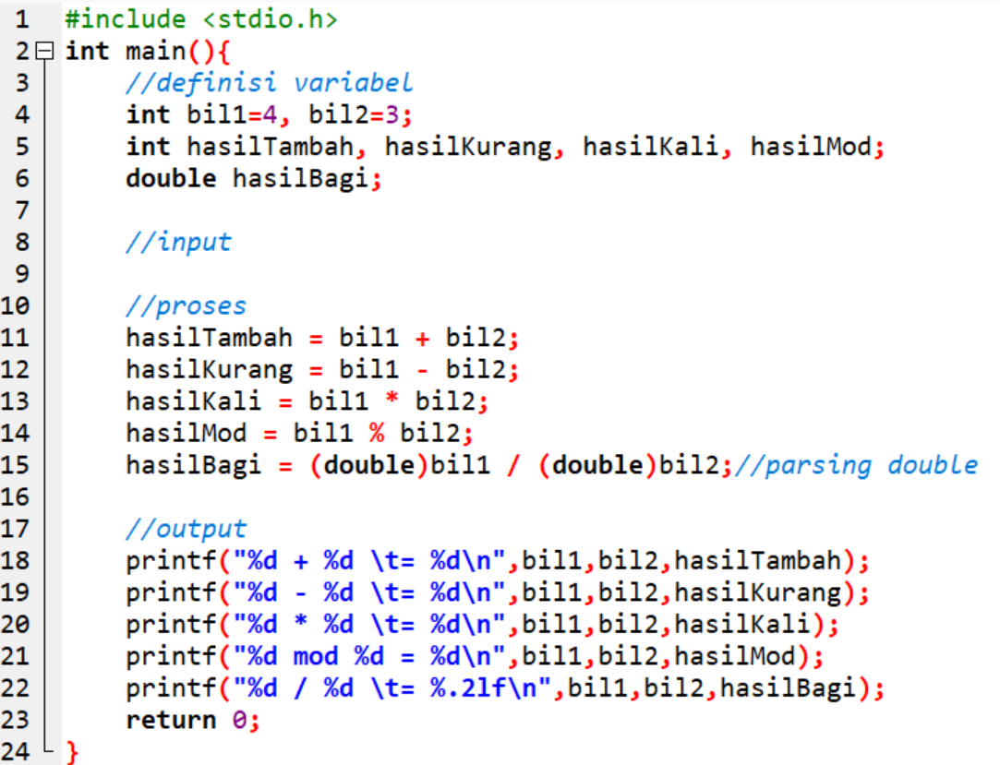 1 #include <stdio.h>
2 int main(){
3 //definisi variabel
4 int bil1=4, bil2=3;
5 int hasilTambah, hasilKurang, hasilKali, hasilMod;
6 double hasilBagi;
7
8 //input
9
10 //proses
11 hasilTambah = bil1 + bil2;
12 hasilKurang = bil1 - bil2;
13 hasilKali = bil1 * bil2;
14 hasilMod = bil1 % bil2;
15 hasilBagi = (double)bil1 / (double)bil2;//parsing double
16
17 //output
18 printf("%d + %d \t= %d\n",bil1,bil2,hasilTambah);
19 printf("%d - %d \t= %d\n",bil1,bil2,hasilKurang);
20 printf("%d * %d \t= %d\n",bil1,bil2,hasilKali);
21 printf("%d mod %d = %d\n",bil1,bil2,hasilMod);
22 printf("%d / %d \t= %.2lf\n",bil1,bil2,hasilBagi);
23 return 0;
24 }